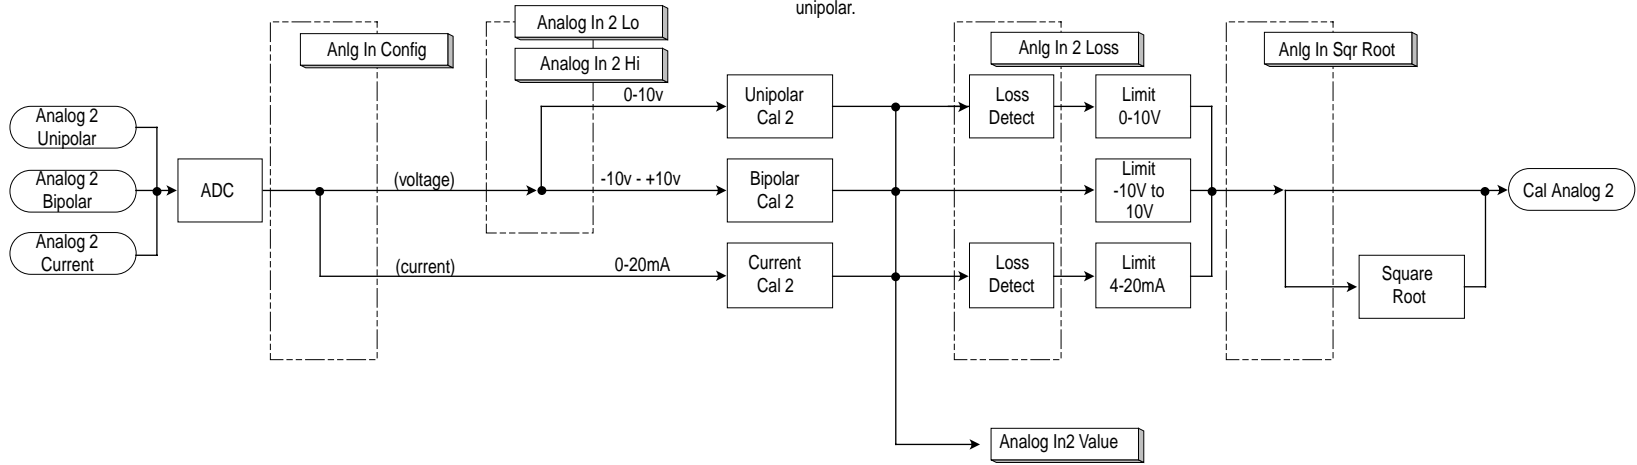 unipolar.
Analog In 2 Lo
Anlg In Config
Analog In 2 Hi
Anlg In 2 Loss
Anlg In Sqr Root
0-10v
Unipolar
Cal 2
Loss
Detect
Limit
0-10V
Analog 2
Unipolar
Analog 2
Bipolar
ADC
(voltage)
-10v - +10v
Bipolar
Cal 2
Limit
-10V to
10V
Cal Analog 2
Analog 2
Current
(current)
0-20mA
Current
Cal 2
Loss
Detect
Limit
4-20mA
Square
Root
Analog In2 Value